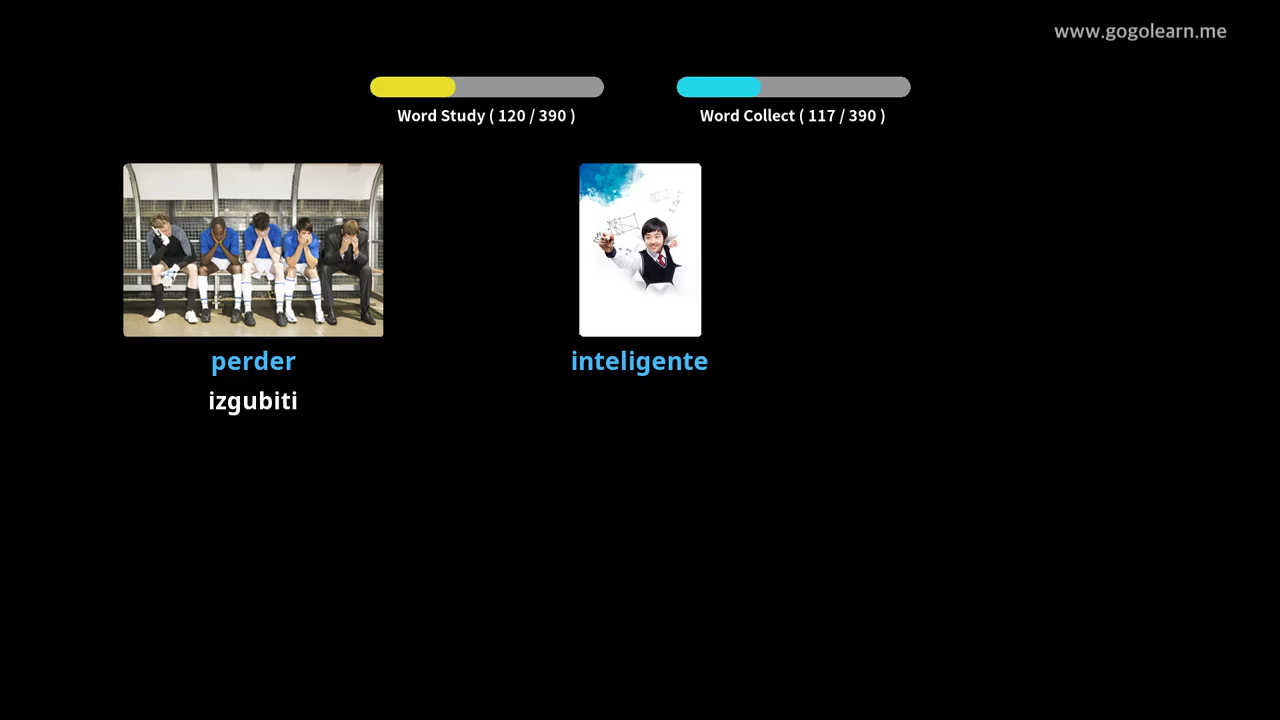 www.gogolearn.me
Word Study ( 120 / 390 )
Word Collect ( 117 / 390 )
perder
inteligente
izgubiti